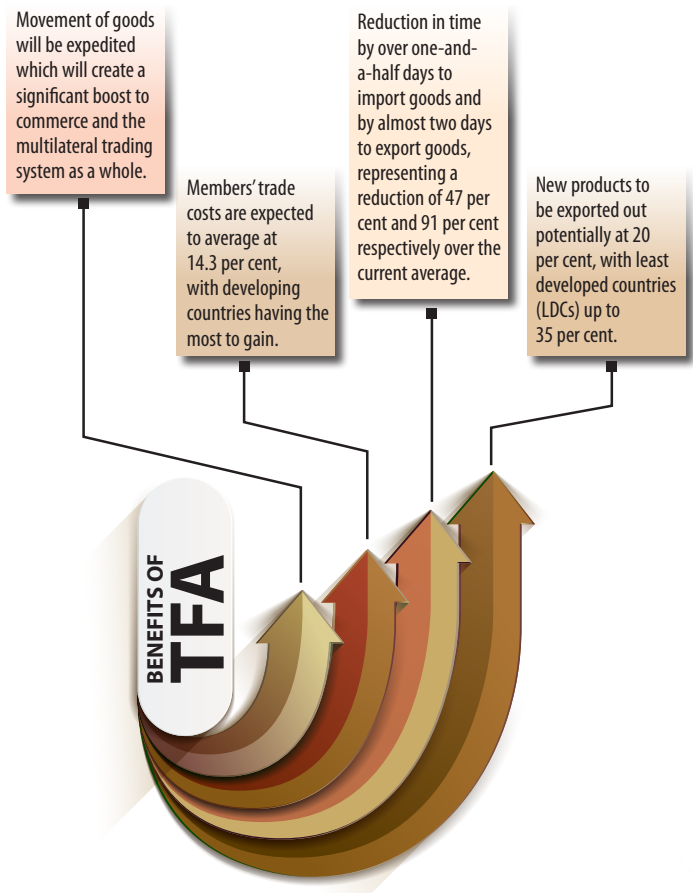 Movement of goods
will be expedited
which will create a
significant boost to
commerce and the
multilateral trading
system as a whole.
Members’ trade
costs are expected
to average at
14.3 per cent,
with developing
countries having the
most to gain.
Reduction in time
by over one-and-
a-half days to
import goods and
by almost two days
to export goods,
representing a
reduction of 47 per
cent and 91 per cent
respectively over the
current average.
New products to
be exported out
potentially at 20
per cent, with least
developed countries
(LDCs) up to
35 per cent.
BENEFITS OF
TFA